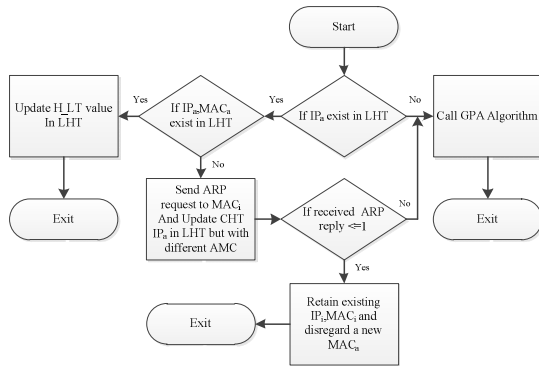 Start
If IPa exist in LHT
Yes
No
If IPa,MACa
exist in LHT
Yes
No
Update H_LT value
In LHT
Exit
Call GPA Algorithm
Exit
Send ARP
request to MACi
And Update CHT
IPa in LHT but with
different AMC
If received ARP
reply <=1
No
Yes
Retain existing
IPi,MACi and
disregard a new
MACa
Exit